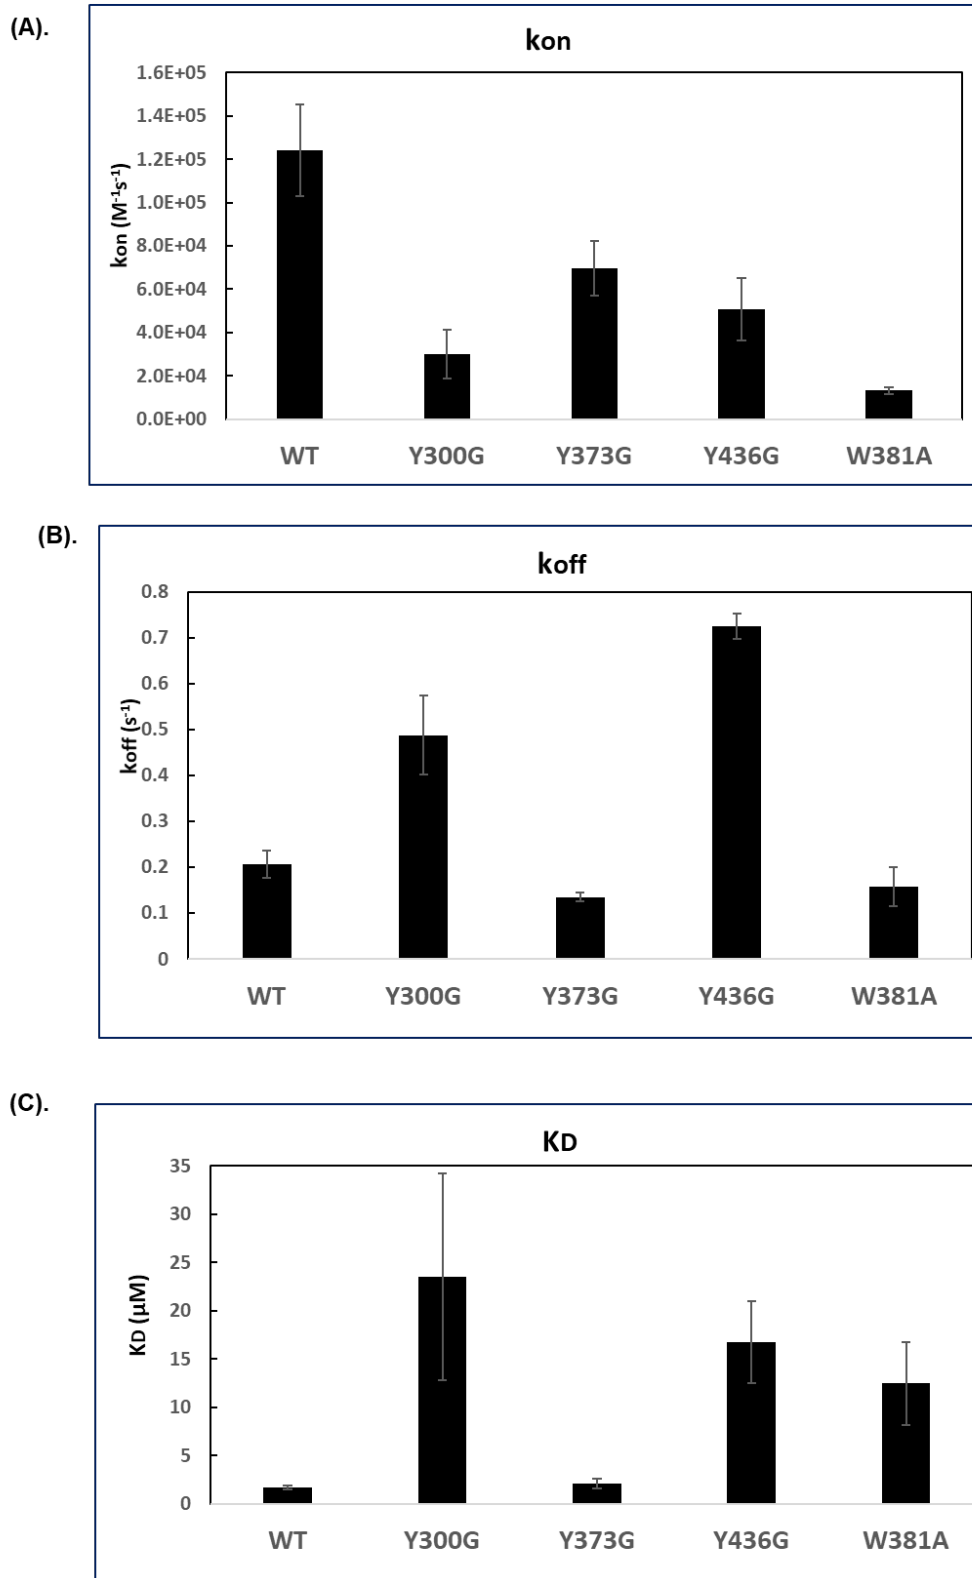 (A).
kon
1.6E+05
1.4E+05
1.2E+05
1.0E+05
8.0E+04
6.0E+04
4.0E+04
2.0E+04
0.0E+00
kon (M⁻¹s⁻¹)
WT Y300G Y373G Y436G W381A
(B).
koff
0.8
0.7
0.6
0.5
0.4
0.3
0.2
0.1
0
koff (s⁻¹)
WT Y300G Y373G Y436G W381A
(C).
KD
35
30
25
20
15
10
5
0
KD (µM)
WT Y300G Y373G Y436G W381A